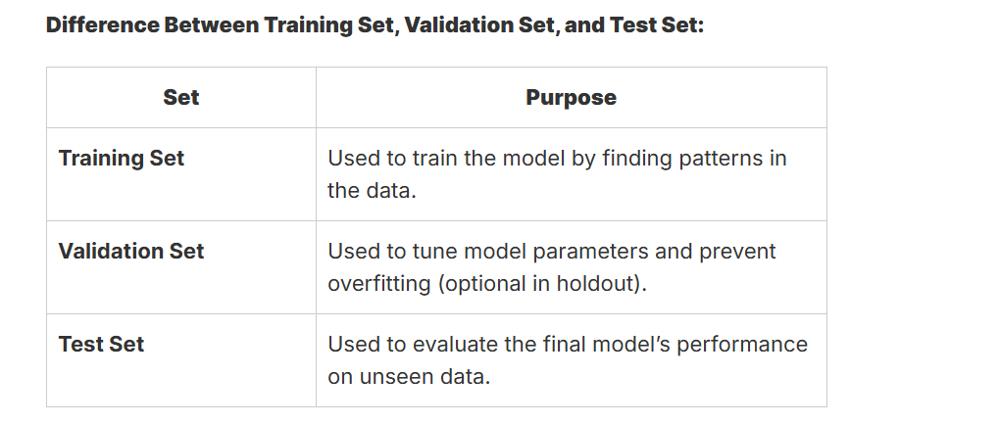 Difference Between Training Set, Validation Set, and Test Set:
Set
Purpose
Training Set
Used to train the model by finding patterns in
the data.
Validation Set
Used to tune model parameters and prevent
overfitting (optional in holdout).
Test Set
Used to evaluate the final model’s performance
on unseen data.